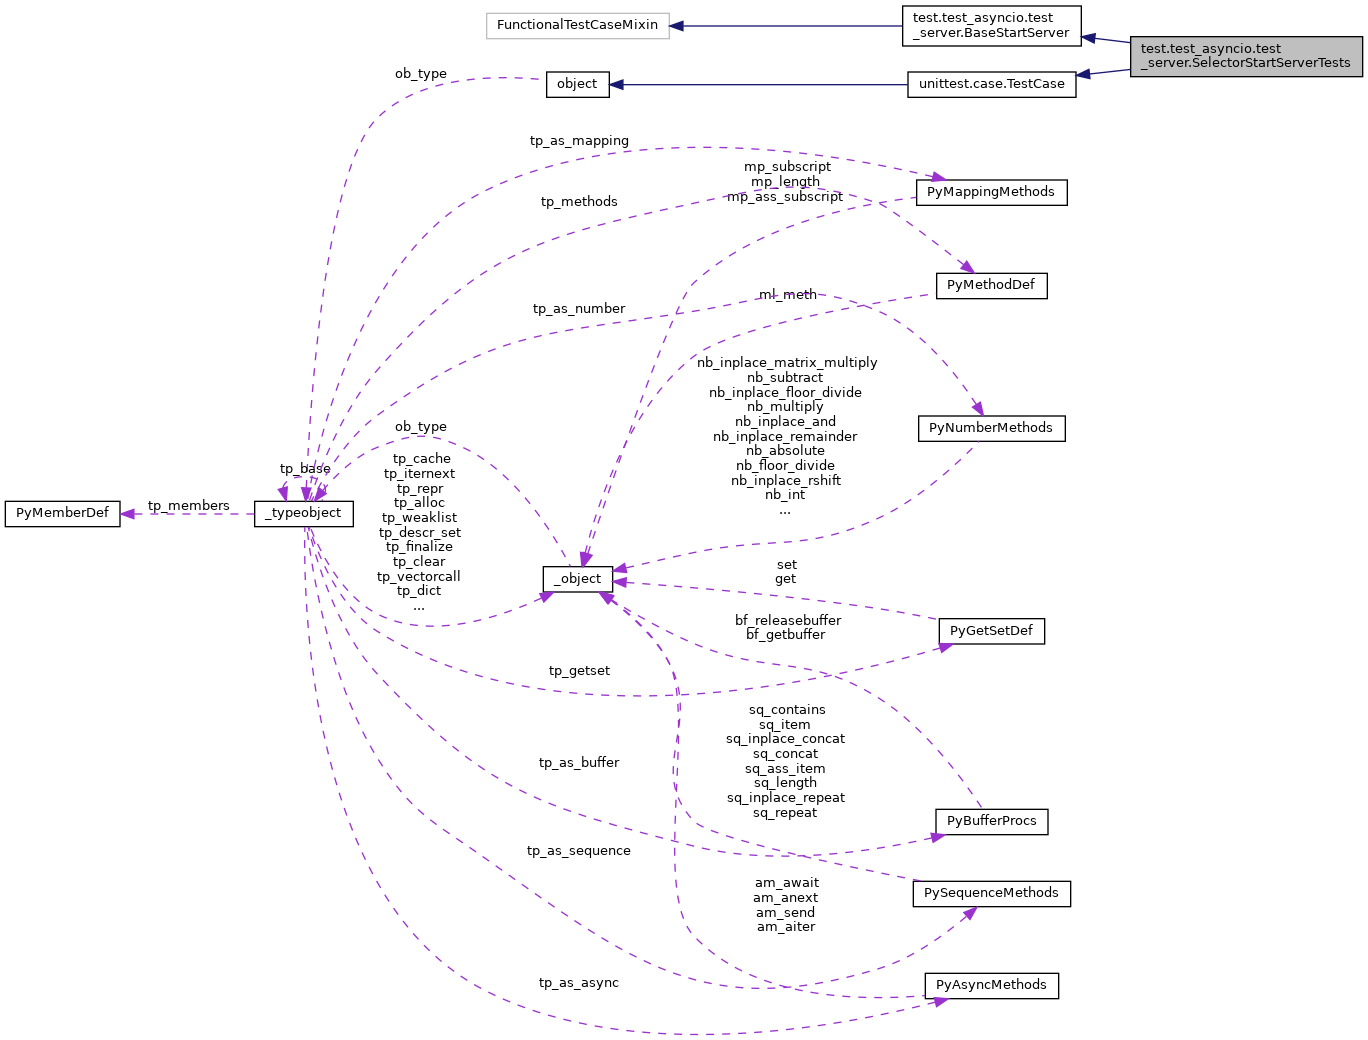 FunctionalTestCaseMixin
test.test_asyncio.test
_server.BaseStartServer
test.test_asyncio.test
_server.SelectorStartServerTests
ob_type
object
unittest.case.TestCase
tp_as_mapping
mp_subscript
mp_length
mp_ass_subscript
PyMappingMethods
tp_methods
PyMethodDef
ml_meth
tp_as_number
nb_inplace_matrix_multiply
nb_subtract
nb_inplace_floor_divide
nb_multiply
nb_inplace_and
nb_inplace_remainder
nb_absolute
nb_floor_divide
nb_inplace_rshift
nb_int
...
PyNumberMethods
ob_type
tp_base
tp_cache
tp_iternext
tp_repr
tp_alloc
tp_weaklist
tp_descr_set
tp_finalize
tp_clear
tp_vectorcall
tp_dict
...
PyMemberDef
tp_members
_typeobject
_object
set
get
PyGetSetDef
bf_releasebuffer
bf_getbuffer
tp_getset
sq_contains
sq_item
sq_inplace_concat
sq_concat
sq_ass_item
sq_length
sq_inplace_repeat
sq_repeat
tp_as_buffer
PyBufferProcs
tp_as_sequence
PySequenceMethods
am_await
am_anext
am_send
am_aiter
tp_as_async
PyAsyncMethods